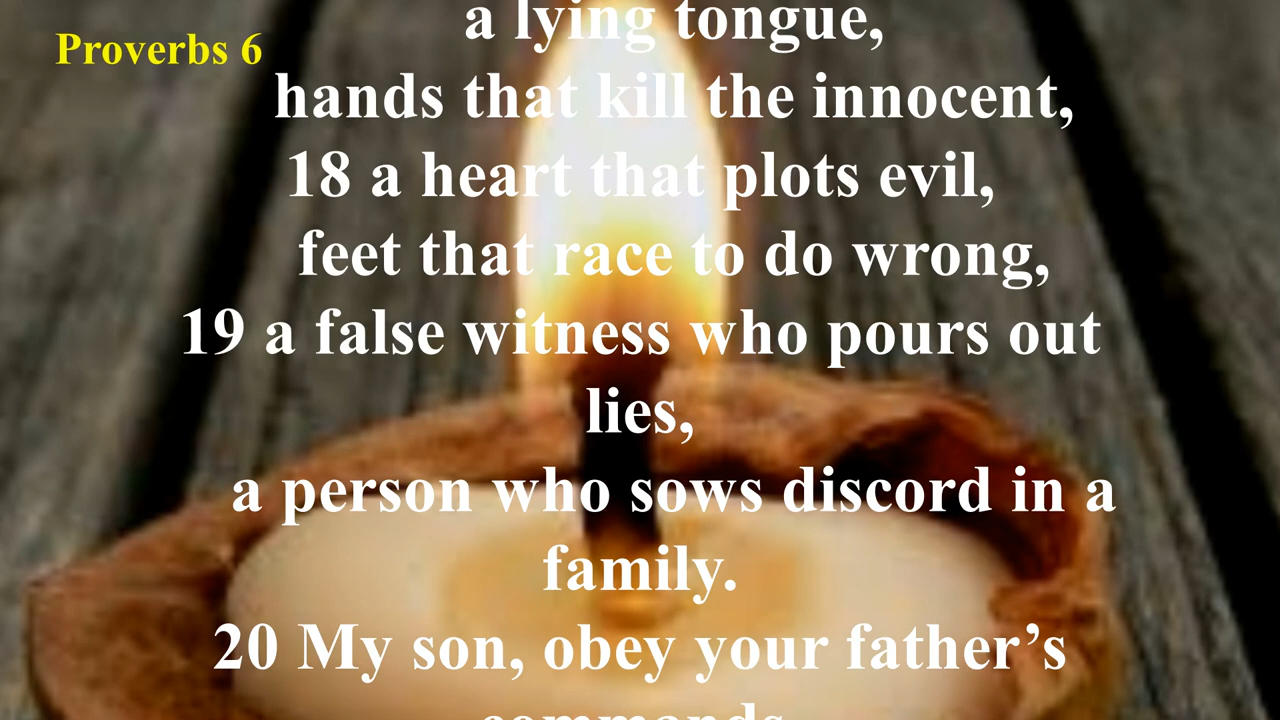 Proverbs 6
a lying tongue,
hands that kill the innocent,
18 a heart that plots evil,
feet that race to do wrong,
19 a false witness who pours out
lies,
a person who sows discord in a
family.
20 My son, obey your father’s
commands